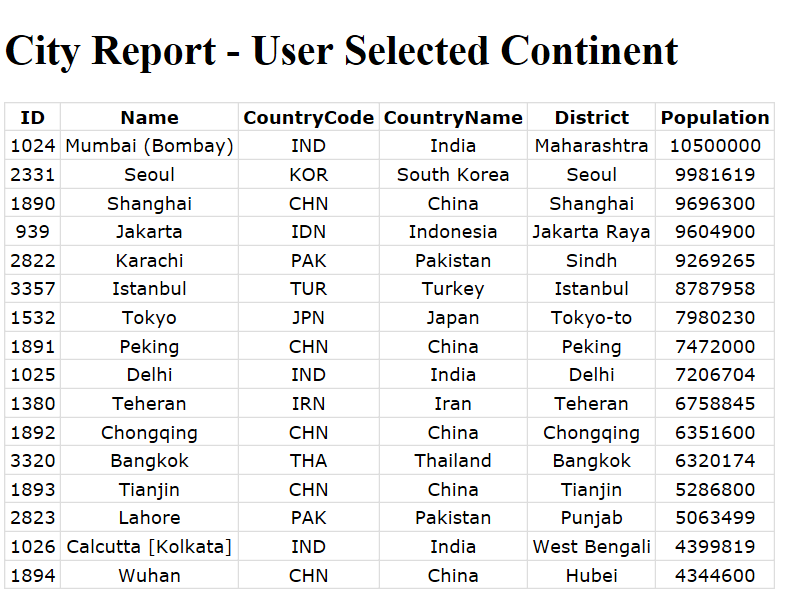 City Report - User Selected Continent
ID Name CountryCode CountryName District Population
1024 Mumbai (Bombay) IND India Maharashtra 10500000
2331 Seoul KOR South Korea Seoul 9981619
1890 Shanghai CHN China Shanghai 9696300
939 Jakarta IDN Indonesia Jakarta Raya 9604900
2822 Karachi PAK Pakistan Sindh 9269265
3357 Istanbul TUR Turkey Istanbul 8787958
1532 Tokyo JPN Japan Tokyo-to 7980230
1891 Peking CHN China Peking 7472000
1025 Delhi IND India Delhi 7206704
1380 Teheran IRN Iran Teheran 6758845
1892 Chongqing CHN China Chongqing 6351600
3320 Bangkok THA Thailand Bangkok 6320174
1893 Tianjin CHN China Tianjin 5286800
2823 Lahore PAK Pakistan Punjab 5063499
1026 Calcutta [Kolkata] IND India West Bengali 4399819
1894 Wuhan CHN China Hubei 4344600